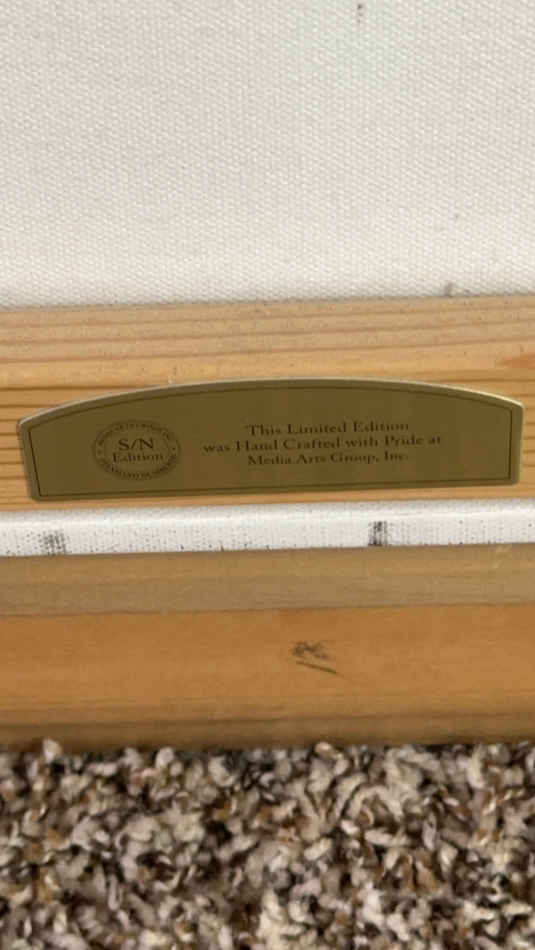 S/N
Edition
This Limited Edition
was Hand Crafted with Pride at
Media Arts Group, Inc.